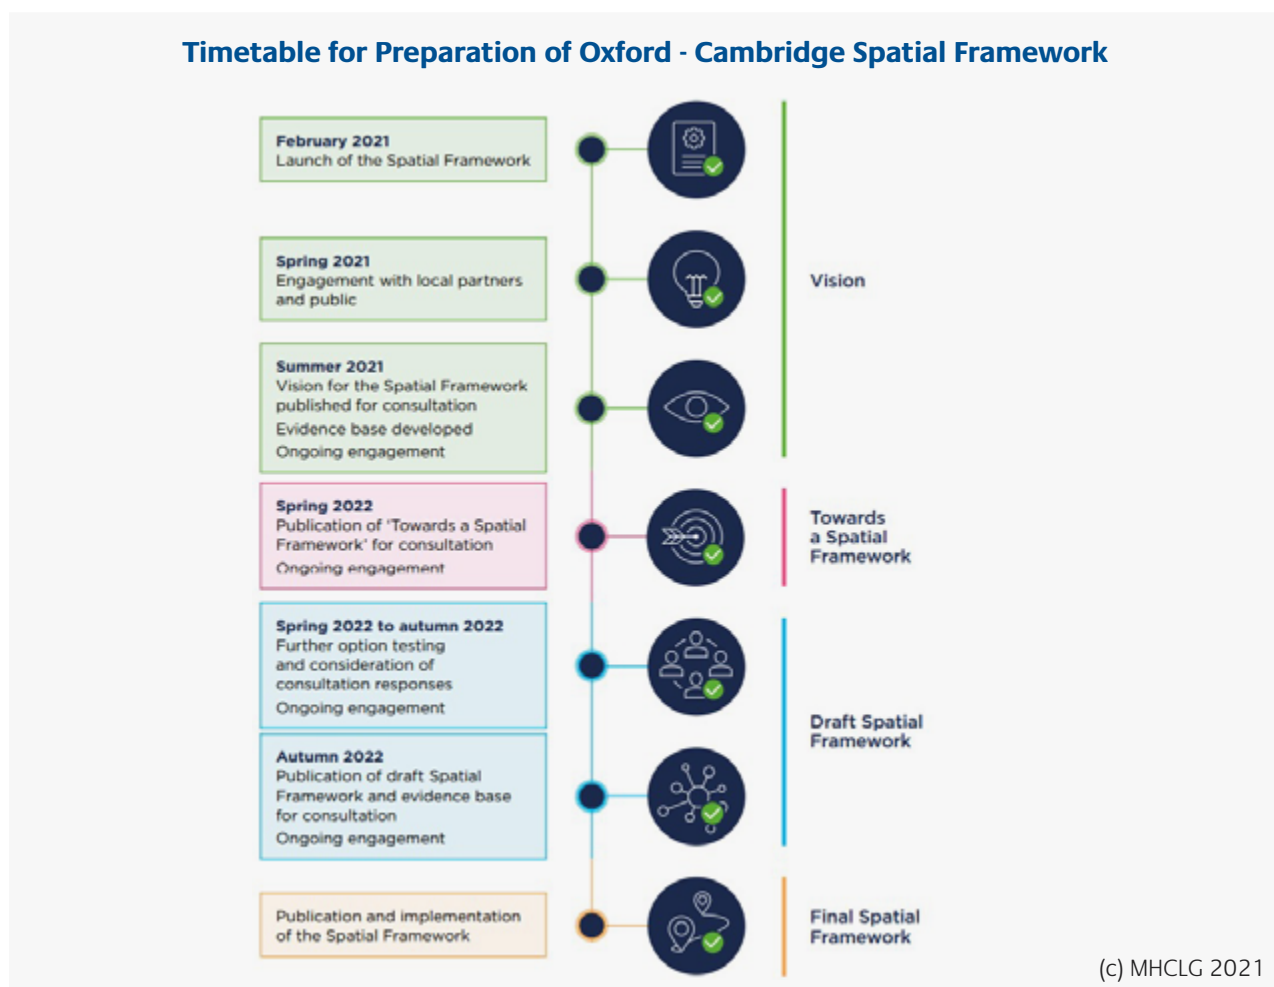 Timetable for Preparation of Oxford - Cambridge Spatial Framework
February 2021
Launch of the Spatial Framework
Spring 2021
Engagement with local partners
and public
Vision
Summer 2021
Vision for the Spatial Framework
published for consultation
Evidence base developed
Ongoing engagement
Spring 2022
Publication of ‘Towards a Spatial
Framework’ for consultation
Ongoing engagement
Towards
a Spatial
Framework
Spring 2022 to autumn 2022
Further option testing
and consideration of
consultation responses
Ongoing engagement
Draft Spatial
Framework
Autumn 2022
Publication of draft Spatial
Framework and evidence base
for consultation
Ongoing engagement
Publication and implementation
of the Spatial Framework
Final Spatial
Framework
(c) MHCLG 2021